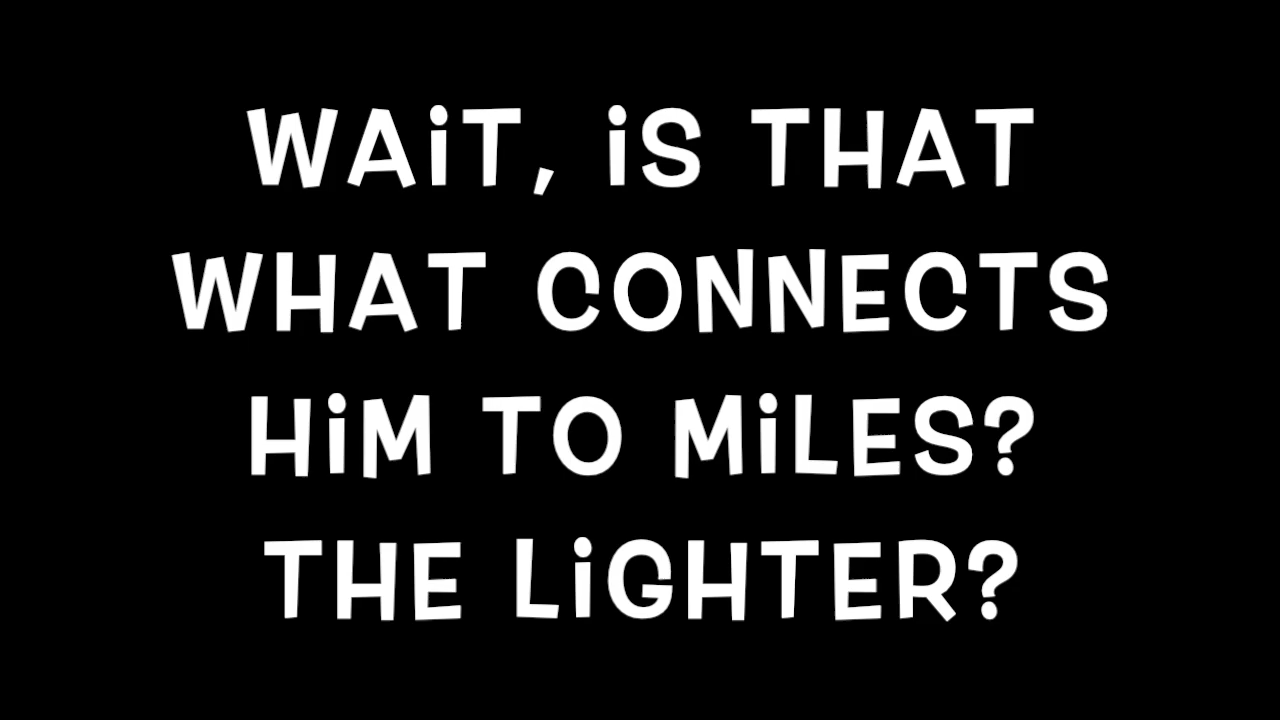 WAiT, iS THAT
WHAT CONNECTS
HiM TO MiLES?
THE LiGHTER?